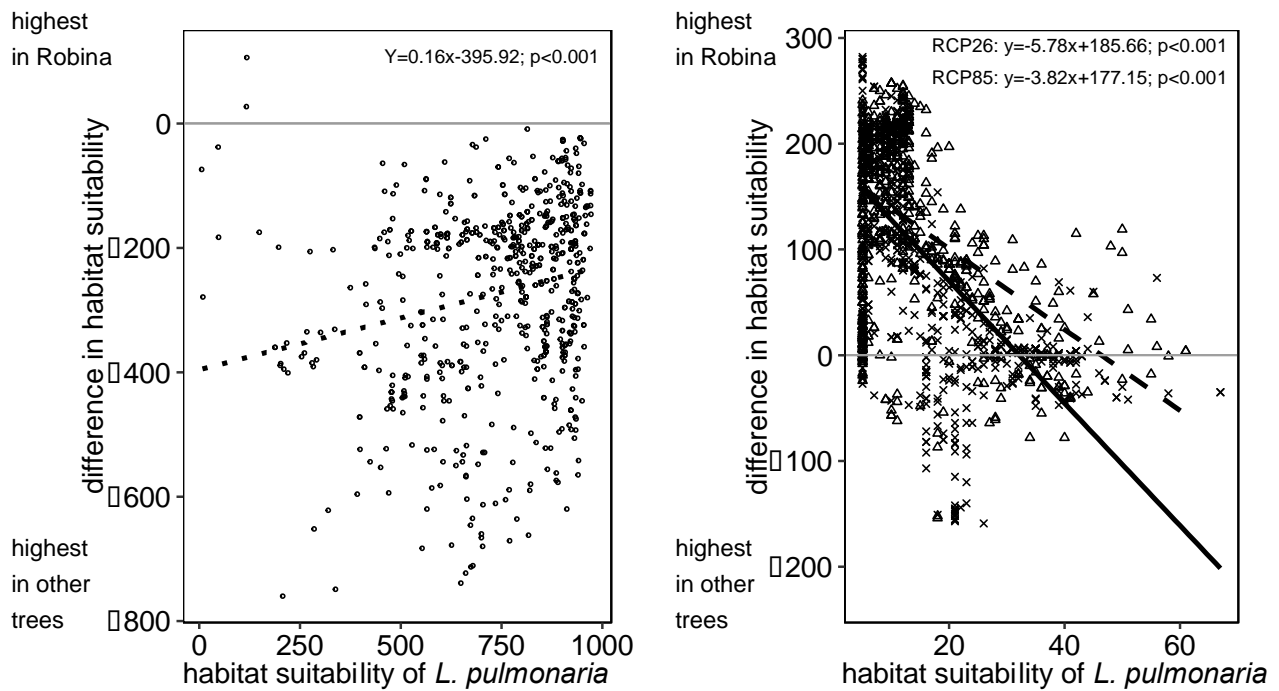 highest
in Robina
Y=0.16x-395.92; p<0.001
difference in habitat suitability
0
▯200
▯400
▯600
▯800
highest
in other
trees
0 250 500 750 1000
habitat suitability of L. pulmonaria
highest
in Robina
RCP26: y=-5.78x+185.66; p<0.001
RCP85: y=-3.82x+177.15; p<0.001
difference in habitat suitability
300
200
100
0
▯100
▯200
highest
in other
trees
20 40 60
habitat suitability of L. pulmonaria